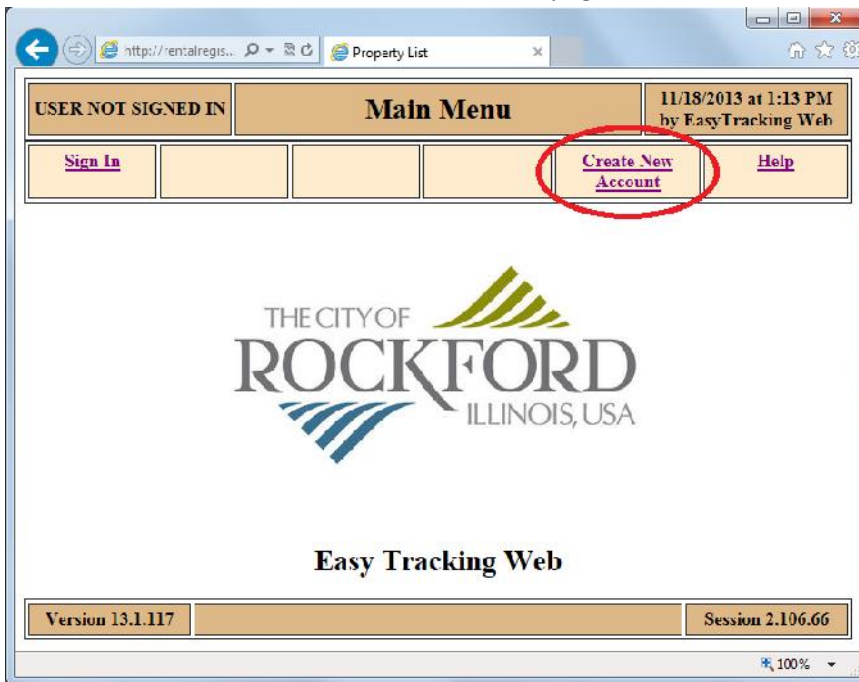 http://rentalregis...
Property List
USER NOT SIGNED IN
Main Menu
11/18/2013 at 1:13 PM
by EasyTracking Web
Sign In
Create New
Account
Help
THE CITY OF
ROCKFORD
ILLINOIS, USA
Easy Tracking Web
Version 13.1.117
Session 2.106.66
100%